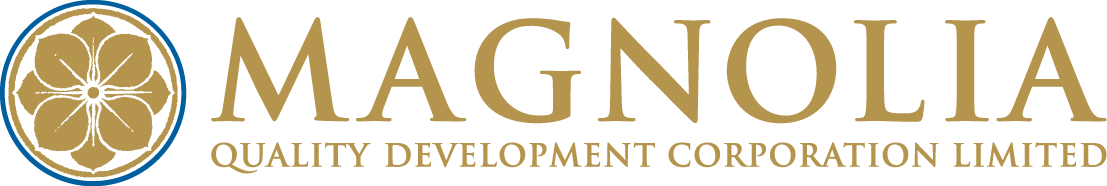 MAGNOLIA
QUALITY DEVELOPMENT CORPORATION LIMITED